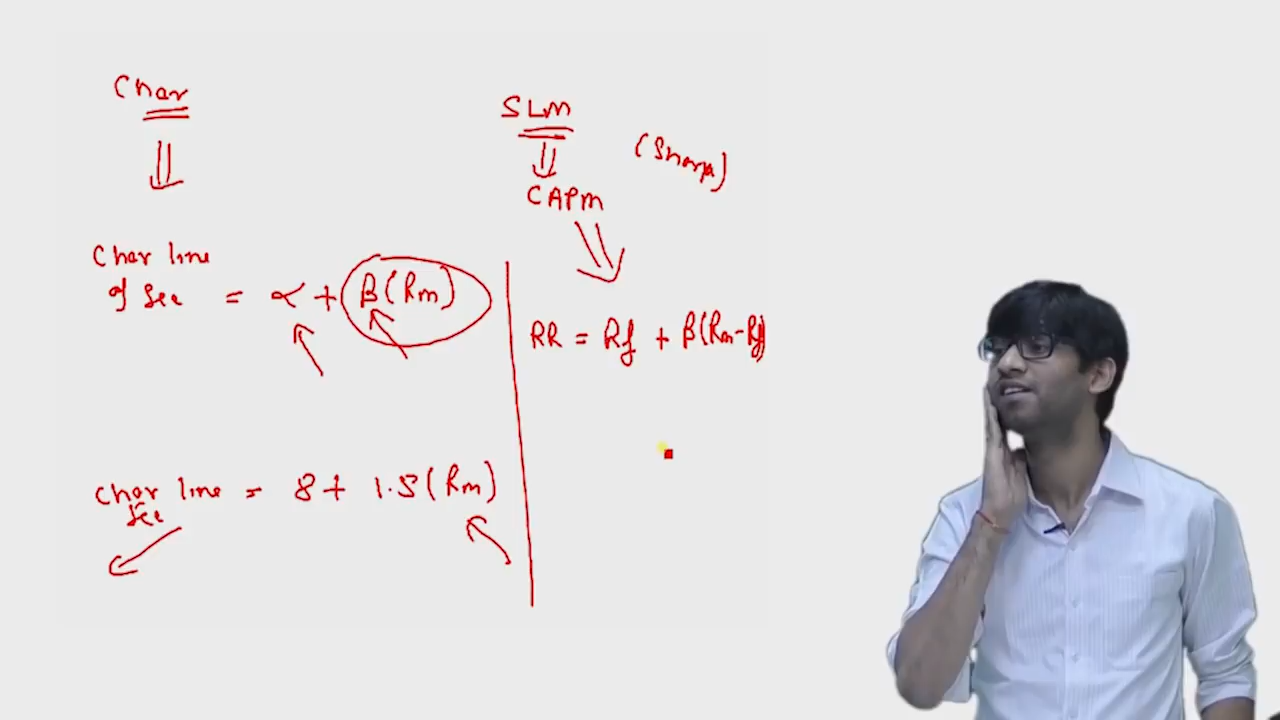 Char
Char line
of Sec = α + β(Rm)
Char line = 8 + 1.5(Rm)
Sec
SLM
(Sharpe)
CAPM
RR = Rf + β(Rm-Rf)